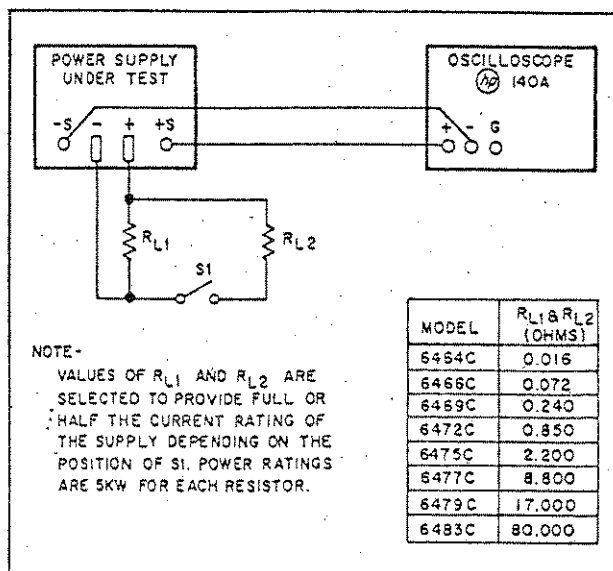 POWER SUPPLY
UNDER TEST
-S - + +S
OSCILLOSCOPE
hp 140A
+ - G
RL1
RL2
S1
NOTE-
VALUES OF RL1 AND RL2 ARE
SELECTED TO PROVIDE FULL OR
HALF THE CURRENT RATING OF
THE SUPPLY DEPENDING ON THE
POSITION OF S1. POWER RATINGS
ARE 5KW FOR EACH RESISTOR.
MODEL RL1 & RL2
(OHMS)
6464C 0.016
6466C 0.072
6469C 0.240
6472C 0.850
6475C 2.200
6477C 8.800
6479C 17.000
6483C 80.000